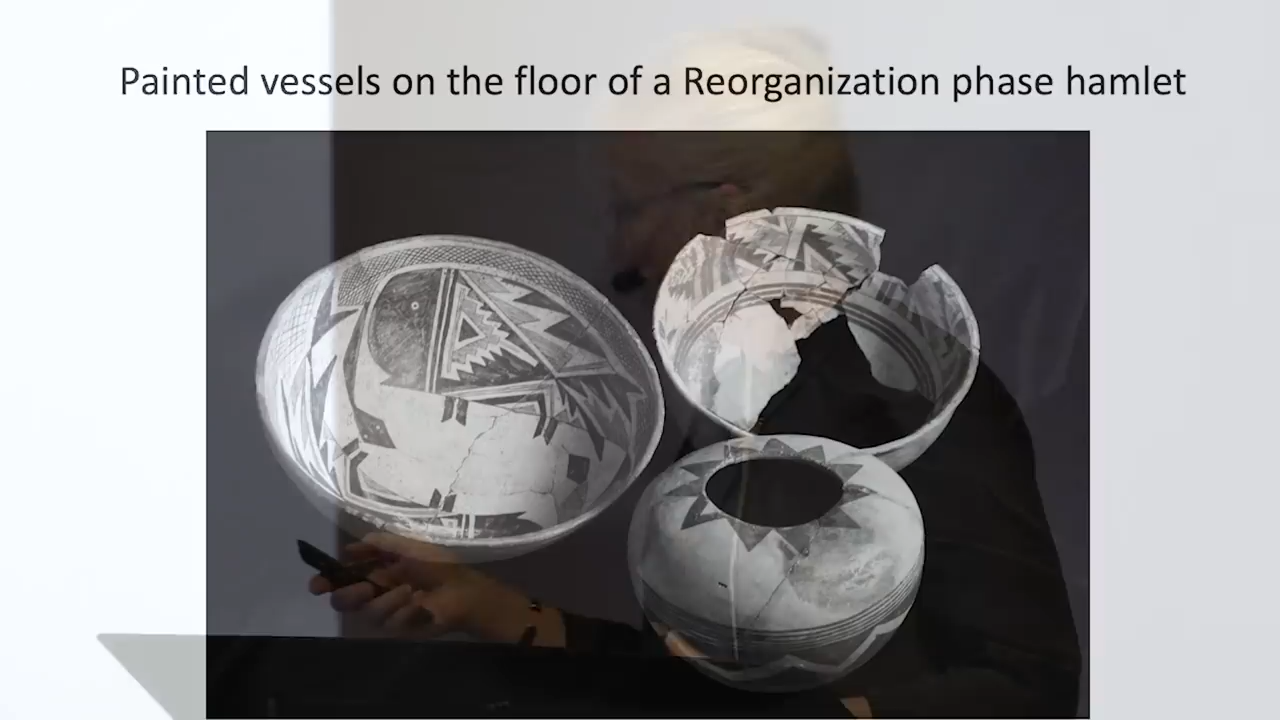 Painted vessels on the floor of a Reorganization phase hamlet